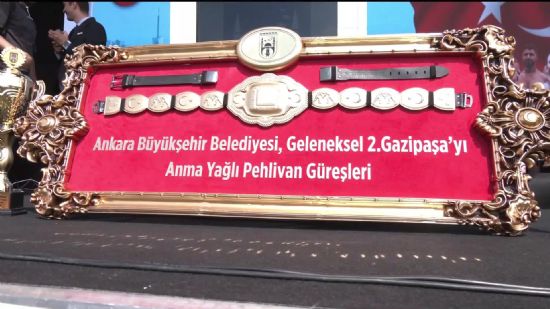 Ankara Büyükşehir Belediyesi, Geleneksel 2.Gazipaşa'yı
Anma Yağlı Pehlivan Güreşleri